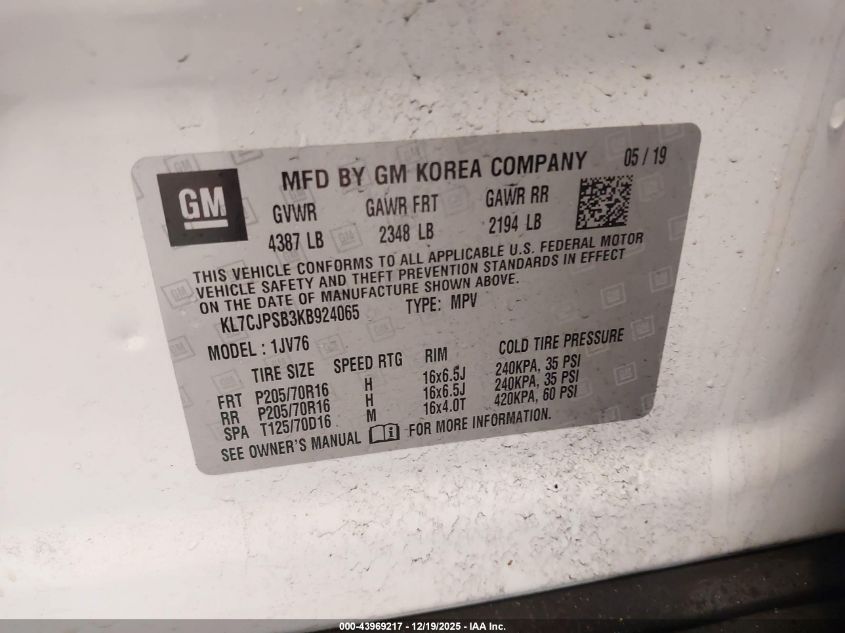 GM
MFD BY GM KOREA COMPANY 05 / 19
GVWR GAWR FRT GAWR RR
4387 LB 2348 LB 2194 LB
THIS VEHICLE CONFORMS TO ALL APPLICABLE U.S. FEDERAL MOTOR
VEHICLE SAFETY AND THEFT PREVENTION STANDARDS IN EFFECT
ON THE DATE OF MANUFACTURE SHOWN ABOVE.
KL7CJPSB3KB924065 TYPE: MPV
MODEL : 1JV76
TIRE SIZE SPEED RTG RIM COLD TIRE PRESSURE
FRT P205/70R16 H 16x6.5J 240KPA, 35 PSI
RR P205/70R16 H 16x6.5J 240KPA, 35 PSI
SPA T125/70D16 M 16x4.0T 420KPA, 60 PSI
SEE OWNER'S MANUAL FOR MORE INFORMATION.
000-43969217 - 12/19/2025 - IAA Inc.